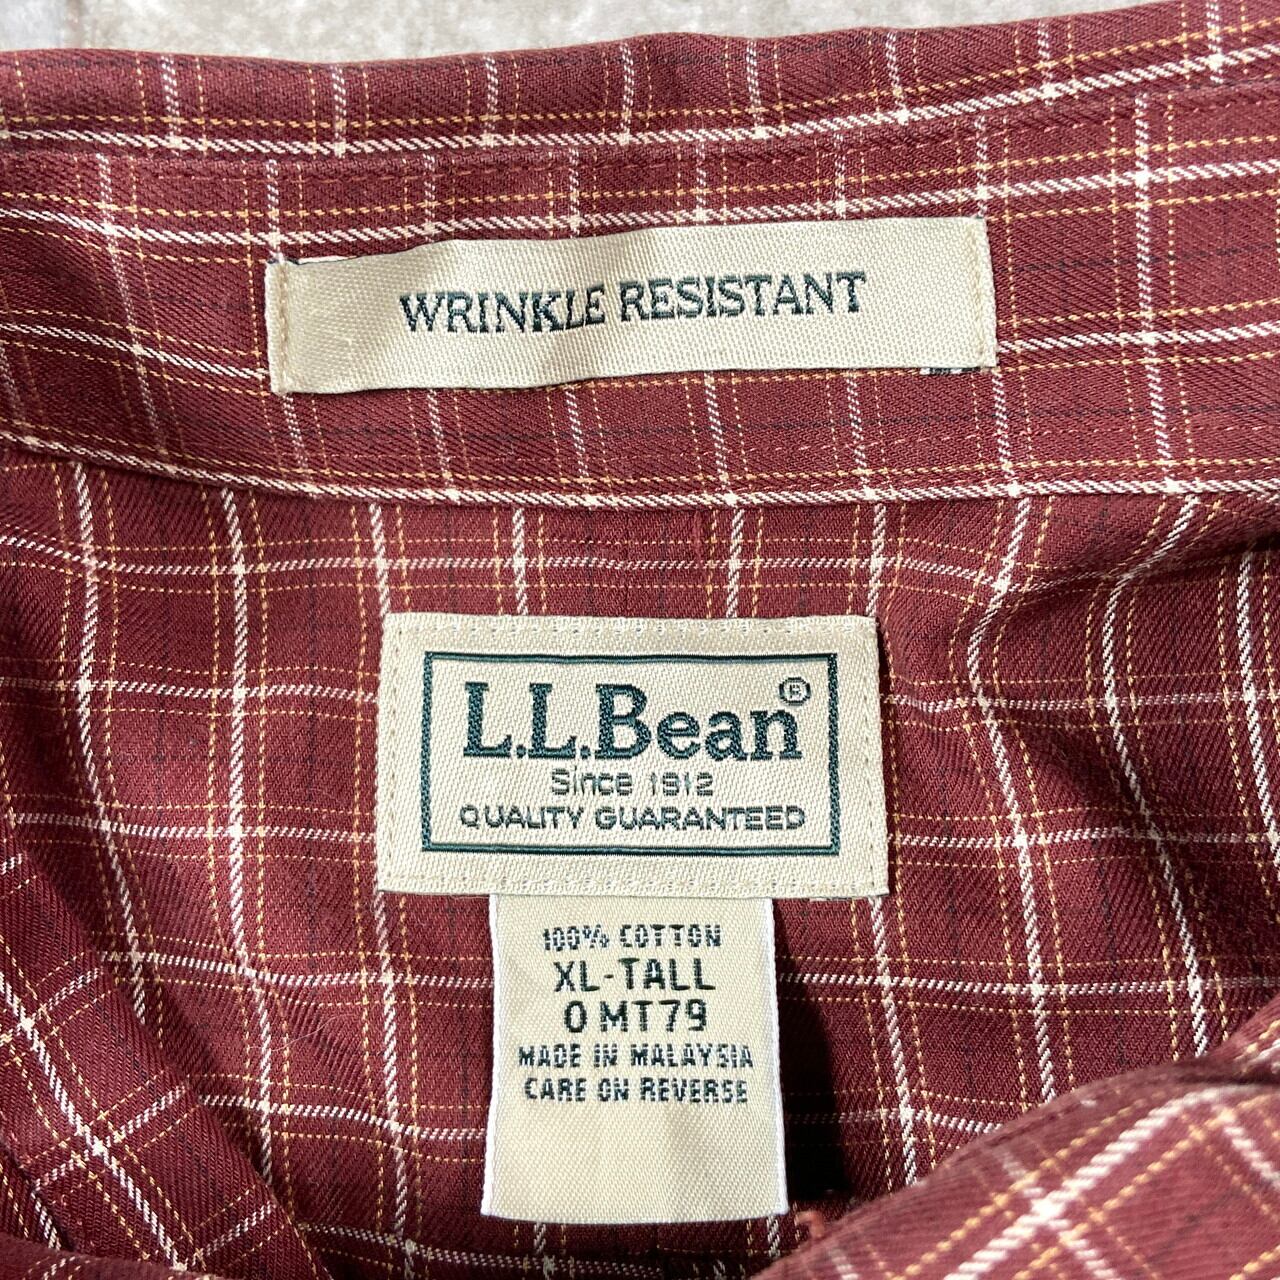 WRINKLE RESISTANT
L.L.Bean®
Since 1912
QUALITY GUARANTEED
100% COTTON
XL-TALL
0 MT79
MADE IN MALAYSIA
CARE ON REVERSE